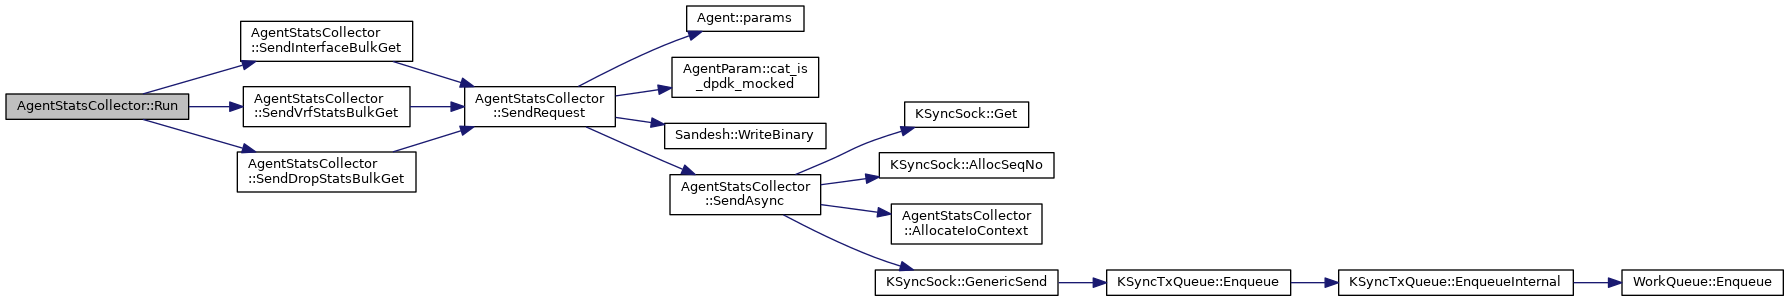 AgentStatsCollector::Run
AgentStatsCollector
::SendInterfaceBulkGet
AgentStatsCollector
::SendVrfStatsBulkGet
AgentStatsCollector
::SendDropStatsBulkGet
AgentStatsCollector
::SendRequest
Agent::params
AgentParam::cat_is
_dpdk_mocked
Sandesh::WriteBinary
AgentStatsCollector
::SendAsync
KSyncSock::Get
KSyncSock::AllocSeqNo
AgentStatsCollector
::AllocateIoContext
KSyncSock::GenericSend
KSyncTxQueue::Enqueue
KSyncTxQueue::EnqueueInternal
WorkQueue::Enqueue